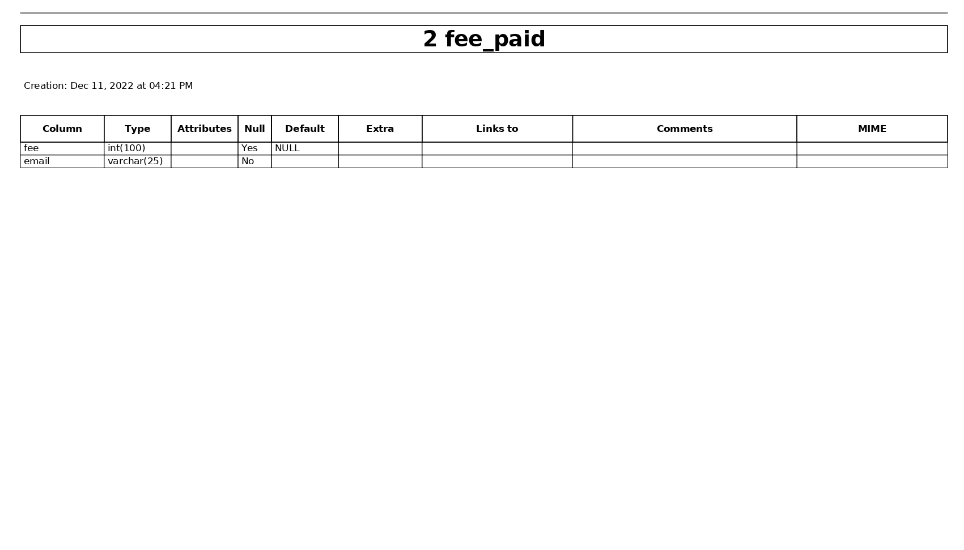 2 fee_paid
Creation: Dec 11, 2022 at 04:21 PM
Column Type Attributes Null Default Extra Links to Comments MIME
fee int(100) Yes NULL
email varchar(25) No